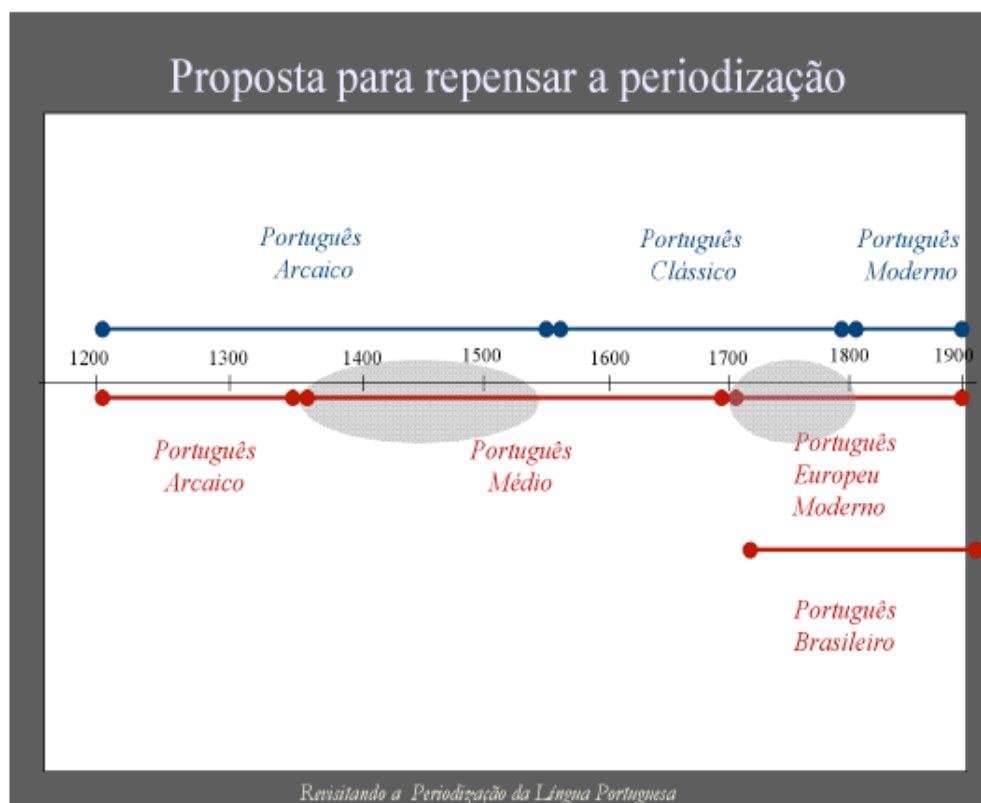 Proposta para repensar a periodização
Português
Arcaico
Português
Clássico
Português
Moderno
1200
1300
1400
1500
1600
1700
1800
1900
Português
Arcaico
Português
Médio
Português
Europeu
Moderno
Português
Brasileiro
Revisitando a Periodização da Língua Portuguesa